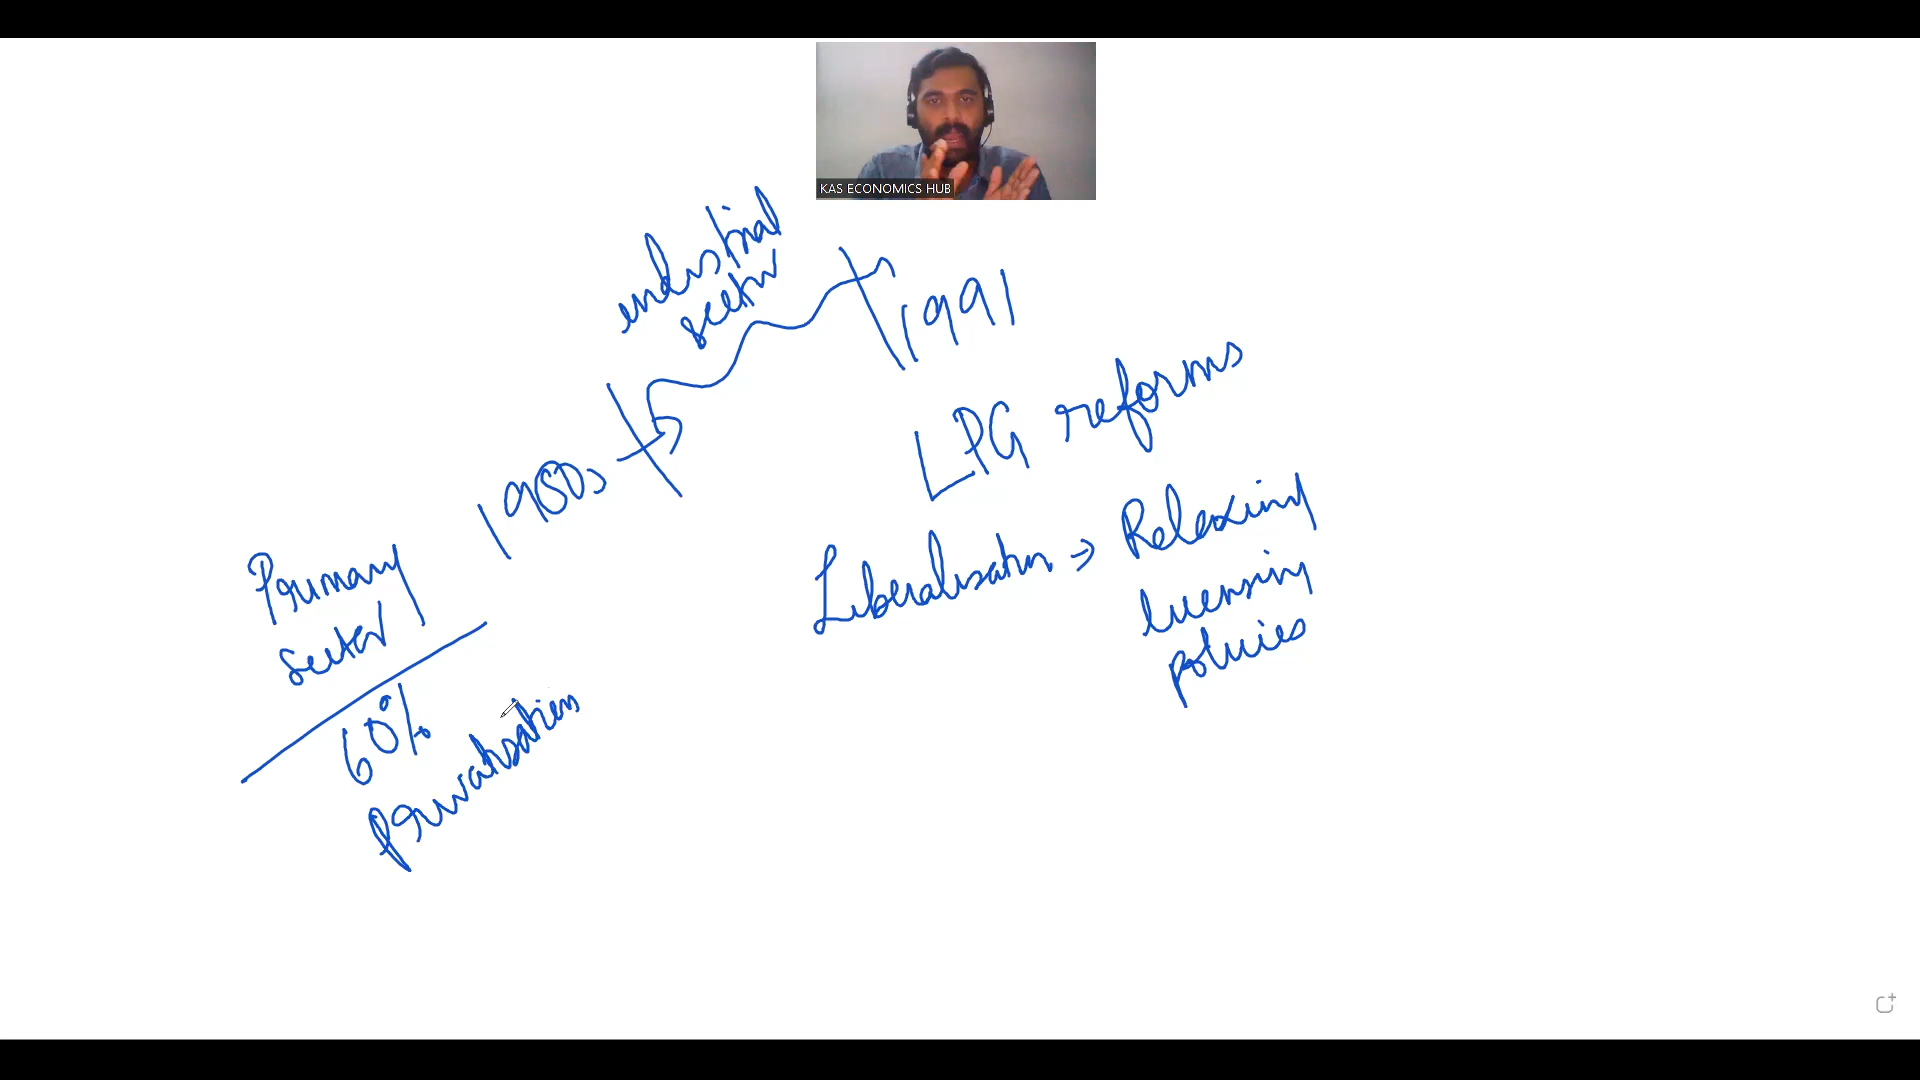 KAS ECONOMICS HUB
industrial
sector
1991
LPG reforms
1980s
Liberalisation ⇒ Relaxing
licensing
policies
Primary
sector
60%
privatisation